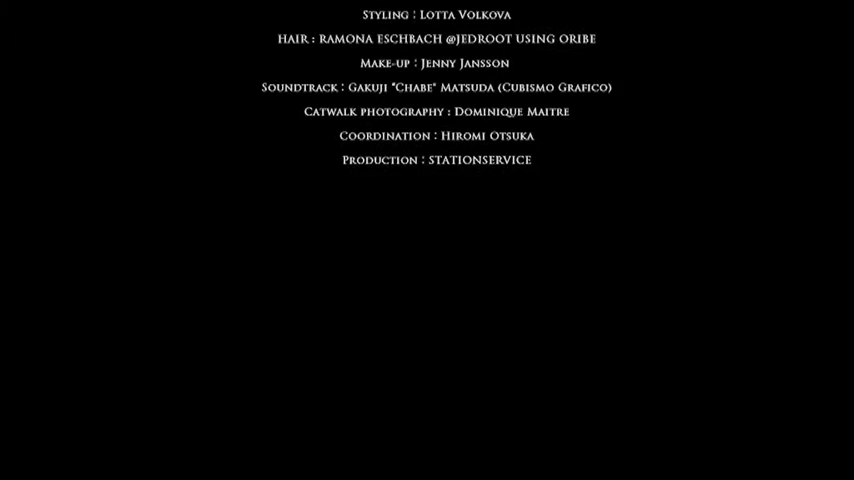 Styling : Lotta Volkova
HAIR : RAMONA ESCHBACH @JEDROOT USING ORIBE
Make-up : Jenny Jansson
Soundtrack : Gakuji "Chabe" Matsuda (Cubismo Grafico)
Catwalk photography : Dominique Maitre
Coordination : Hiromi Otsuka
Production : STATIONSERVICE